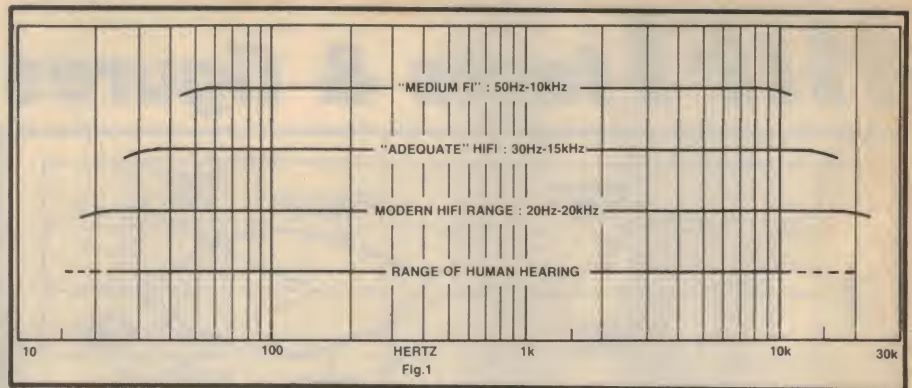 "MEDIUM FI" : 50Hz-10kHz
"ADEQUATE" HIFI : 30Hz-15kHz
MODERN HIFI RANGE : 20Hz-20kHz
RANGE OF HUMAN HEARING
10 100 HERTZ 1k 10k 30k
Fig.1